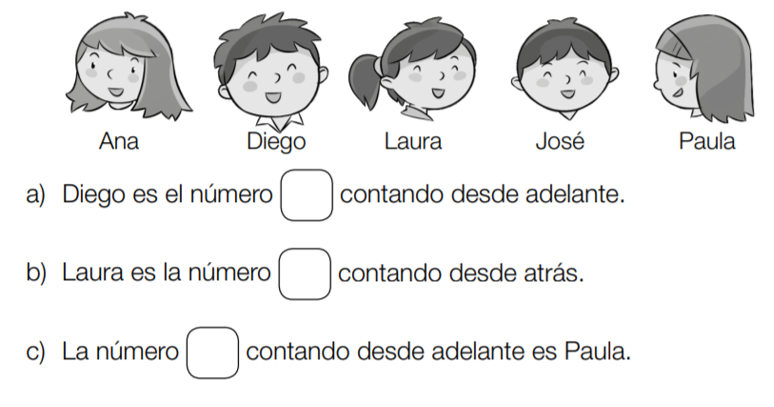 Ana Diego Laura José Paula
a) Diego es el número contando desde adelante.
b) Laura es la número contando desde atrás.
c) La número contando desde adelante es Paula.